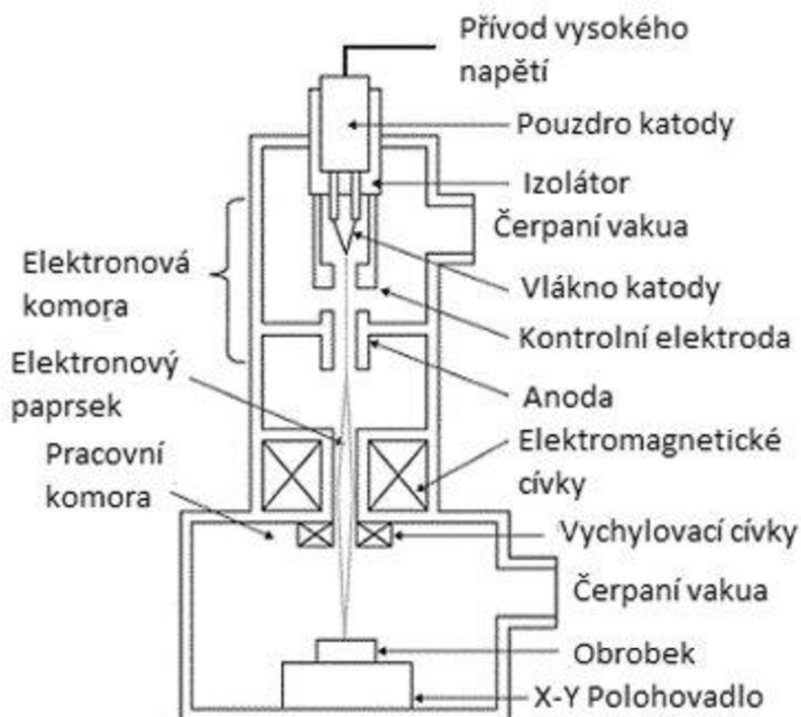 Přívod vysokého
napětí
Pouzdro katody
Izolátor
Čerpaní vakua
Elektronová
komora
Vlákno katody
Kontrolní elektroda
Elektronový
paprsek
Anoda
Elektromagnetické
cívky
Pracovní
komora
Vychylovací cívky
Čerpaní vakua
Obrobek
X-Y Polohovadlo